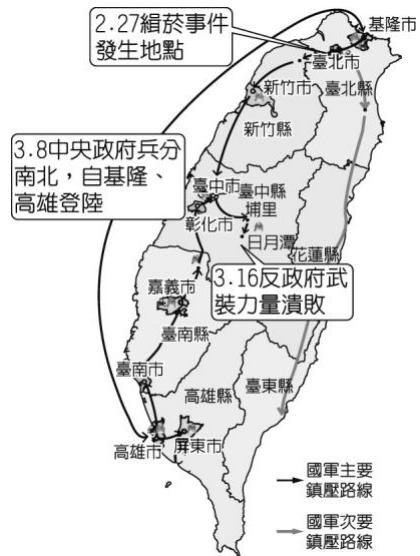 2.27緝菸事件
發生地點
基隆市
臺北市
臺北縣
新竹市
新竹縣
3.8中央政府兵分
南北，自基隆、
高雄登陸
臺中市
臺中縣
埔里
彰化市
日月潭
花蓮縣
3.16反政府武
裝力量潰敗
嘉義市
臺南縣
臺南市
高雄縣
臺東縣
高雄市
屏東市
國軍主要
鎮壓路線
國軍次要
鎮壓路線